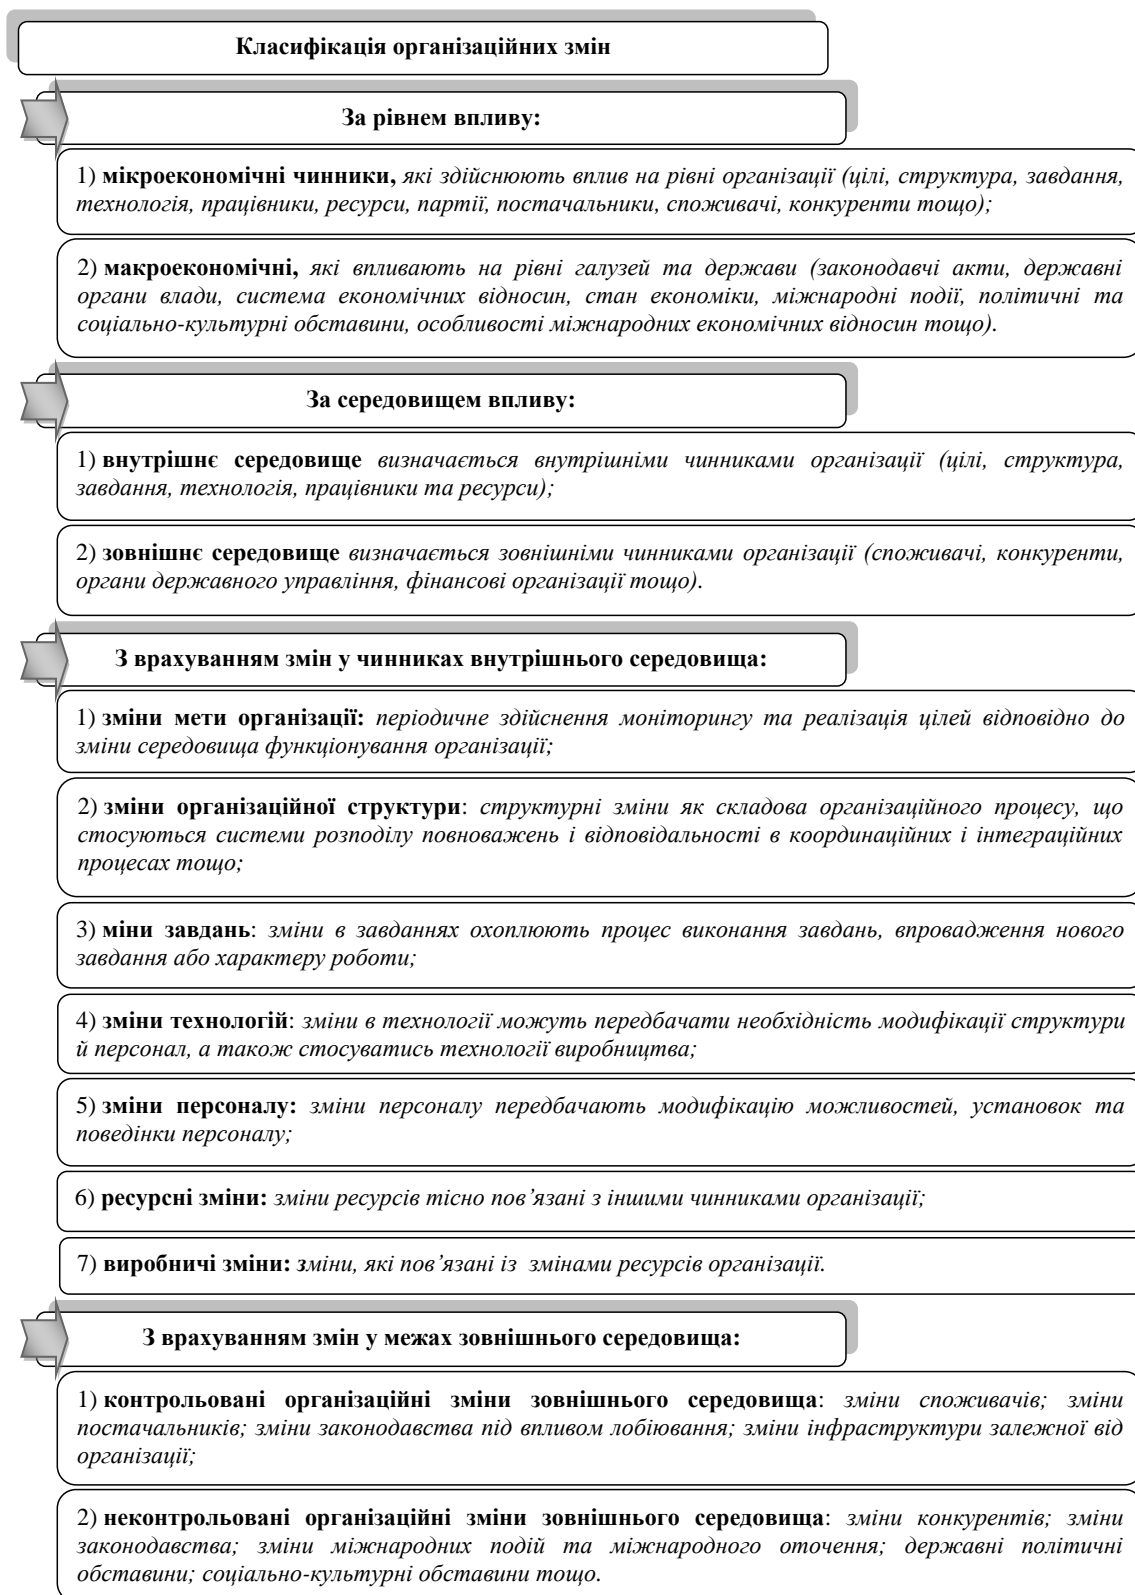 Класифікація організаційних змін
За рівнем впливу:
1) мікроекономічні чинники, які здійснюють вплив на рівні організації (цілі, структура, завдання,
технологія, працівники, ресурси, партії, постачальники, споживачі, конкуренти тощо);
2) макроекономічні, які впливають на рівні галузей та держави (законодавчі акти, державні
органи влади, система економічних відносин, стан економіки, міжнародні події, політичні та
соціально-культурні обставини, особливості міжнародних економічних відносин тощо).
За середовищем впливу:
1) внутрішнє середовище визначається внутрішніми чинниками організації (цілі, структура,
завдання, технологія, працівники та ресурси);
2) зовнішнє середовище визначається зовнішніми чинниками організації (споживачі, конкуренти,
органи державного управління, фінансові організації тощо).
З врахуванням змін у чинниках внутрішнього середовища:
1) зміни мети організації: періодичне здійснення моніторингу та реалізація цілей відповідно до
зміни середовища функціонування організації;
2) зміни організаційної структури: структурні зміни як складова організаційного процесу, що
стосуються системи розподілу повноважень і відповідальності в координаційних і інтеграційних
процесах тощо;
3) міни завдань: зміни в завданнях охоплюють процес виконання завдань, впровадження нового
завдання або характеру роботи;
4) зміни технологій: зміни в технології можуть передбачати необхідність модифікації структури
й персонал, а також стосуватись технології виробництва;
5) зміни персоналу: зміни персоналу передбачають модифікацію можливостей, установок та
поведінки персоналу;
6) ресурсні зміни: зміни ресурсів тісно пов’язані з іншими чинниками організації;
7) виробничі зміни: зміни, які пов’язані із змінами ресурсів організації.
З врахуванням змін у межах зовнішнього середовища:
1) контрольовані організаційні зміни зовнішнього середовища: зміни споживачів; зміни
постачальників; зміни законодавства під впливом лобіювання; зміни інфраструктури залежної від
організації;
2) неконтрольовані організаційні зміни зовнішнього середовища: зміни конкурентів; зміни
законодавства; зміни міжнародних подій та міжнародного оточення; державні політичні
обставини; соціально-культурні обставини тощо.